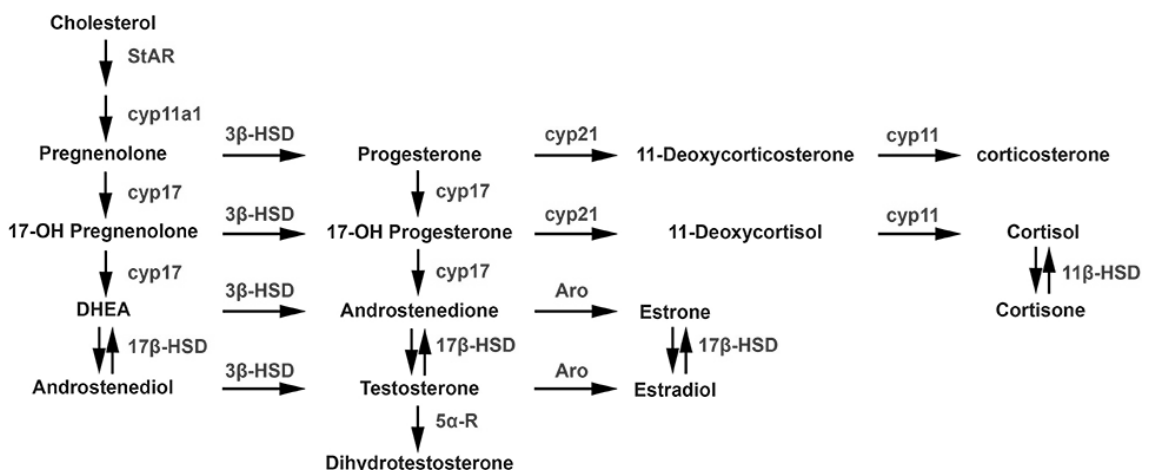 Cholesterol
StAR
cyp11a1
3β-HSD
cyp21
cyp11
Pregnenolone
Progesterone
11-Deoxycorticosterone
corticosterone
cyp17
cyp17
3β-HSD
cyp21
cyp11
17-OH Pregnenolone
17-OH Progesterone
11-Deoxycortisol
Cortisol
cyp17
cyp17
11β-HSD
3β-HSD
Aro
DHEA
Androstenedione
Estrone
Cortisone
17β-HSD
17β-HSD
17β-HSD
3β-HSD
Aro
Androstenediol
Testosterone
Estradiol
5α-R
Dihydrotestosterone